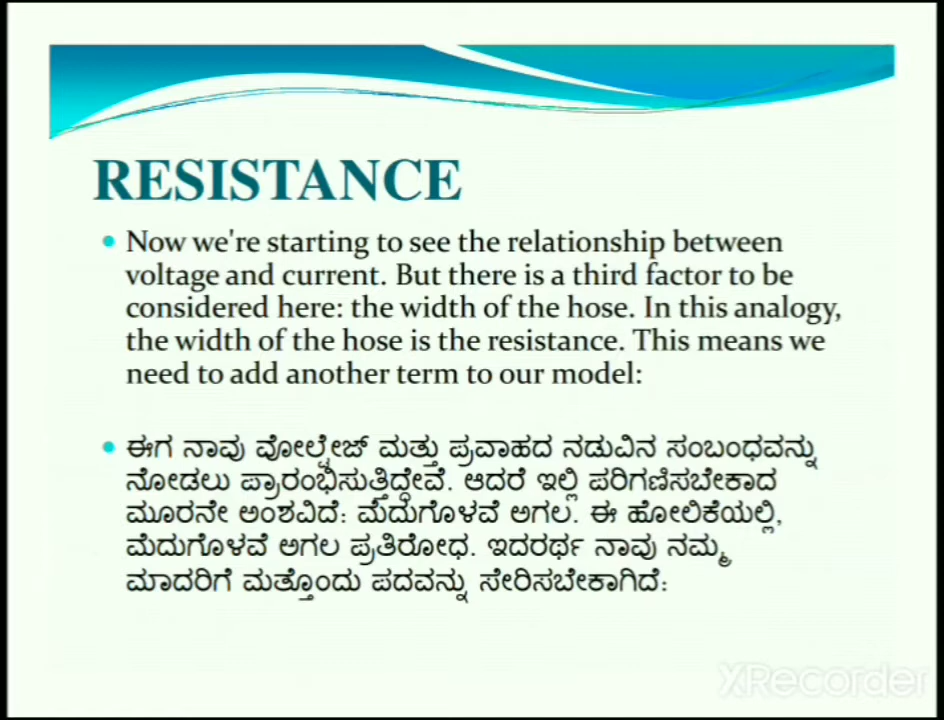 RESISTANCE
• Now we're starting to see the relationship between
voltage and current. But there is a third factor to be
considered here: the width of the hose. In this analogy,
the width of the hose is the resistance. This means we
need to add another term to our model:
• ಈಗ ನಾವು ವೋಲ್ಟೇಜ್ ಮತ್ತು ಪ್ರವಾಹದ ನಡುವಿನ ಸಂಬಂಧವನ್ನು
ನೋಡಲು ಪ್ರಾರಂಭಿಸುತ್ತಿದ್ದೇವೆ. ಆದರೆ ಇಲ್ಲಿ ಪರಿಗಣಿಸಬೇಕಾದ
ಮೂರನೇ ಅಂಶವಿದೆ: ಮೆದುಗೊಳವೆ ಅಗಲ. ಈ ಹೋಲಿಕೆಯಲ್ಲಿ,
ಮೆದುಗೊಳವೆ ಅಗಲ ಪ್ರತಿರೋಧ. ಇದರರ್ಥ ನಾವು ನಮ್ಮ
ಮಾದರಿಗೆ ಮತ್ತೊಂದು ಪದವನ್ನು ಸೇರಿಸಬೇಕಾಗಿದೆ:
XRecorder